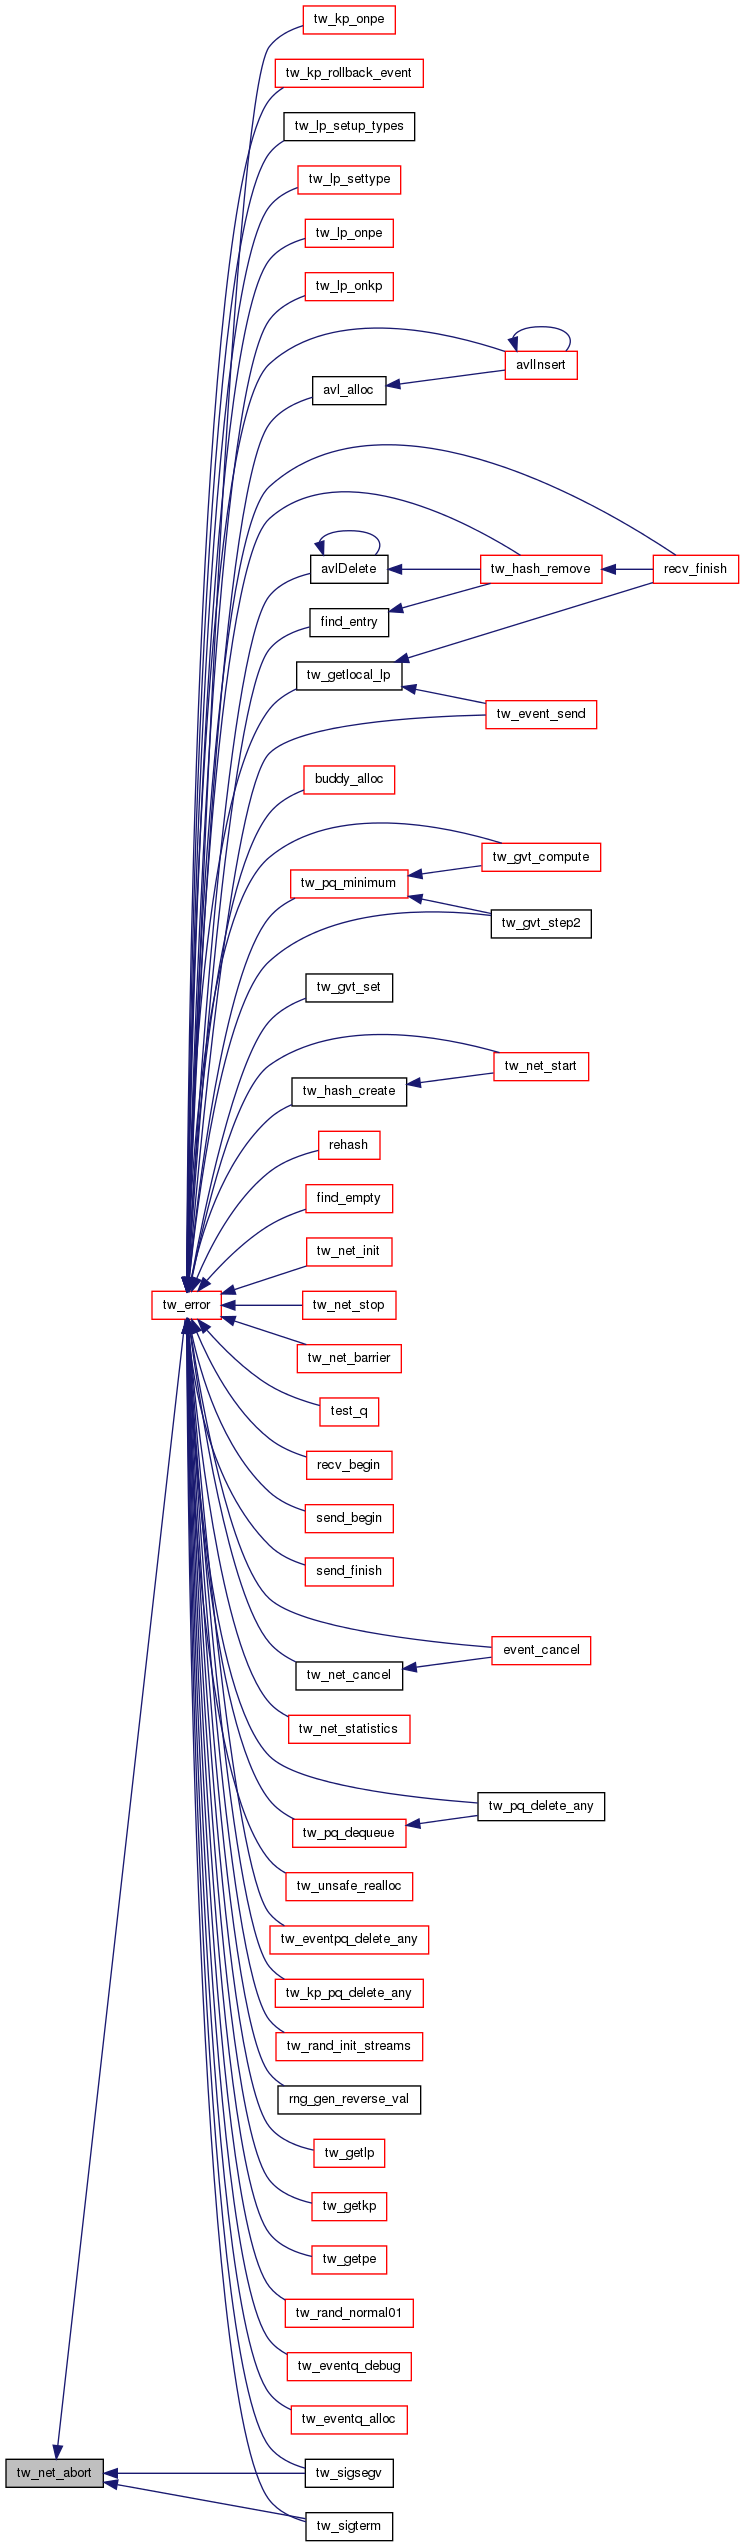 tw_kp_onpe
tw_kp_rollback_event
tw_lp_setup_types
tw_lp_settype
tw_lp_onpe
tw_lp_onkp
avlInsert
avl_alloc
avlDelete
tw_hash_remove
recv_finish
find_entry
tw_getlocal_lp
tw_event_send
buddy_alloc
tw_gvt_compute
tw_pq_minimum
tw_gvt_step2
tw_gvt_set
tw_net_start
tw_hash_create
rehash
find_empty
tw_net_init
tw_error
tw_net_stop
tw_net_barrier
test_q
recv_begin
send_begin
send_finish
event_cancel
tw_net_cancel
tw_net_statistics
tw_pq_delete_any
tw_pq_dequeue
tw_unsafe_realloc
tw_eventpq_delete_any
tw_kp_pq_delete_any
tw_rand_init_streams
rng_gen_reverse_val
tw_getlp
tw_getkp
tw_getpe
tw_rand_normal01
tw_eventq_debug
tw_eventq_alloc
tw_net_abort
tw_sigsegv
tw_sigterm